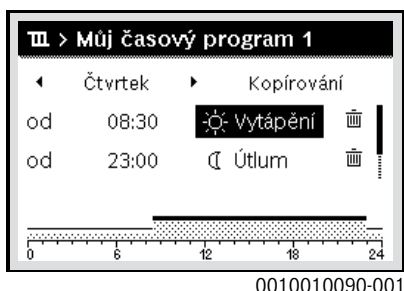 > Můj časový program 1
Čtvrtek Kopírování
od 08:30 Vytápění
od 23:00 Útlum
0 6 12 18 24
0010010090-001